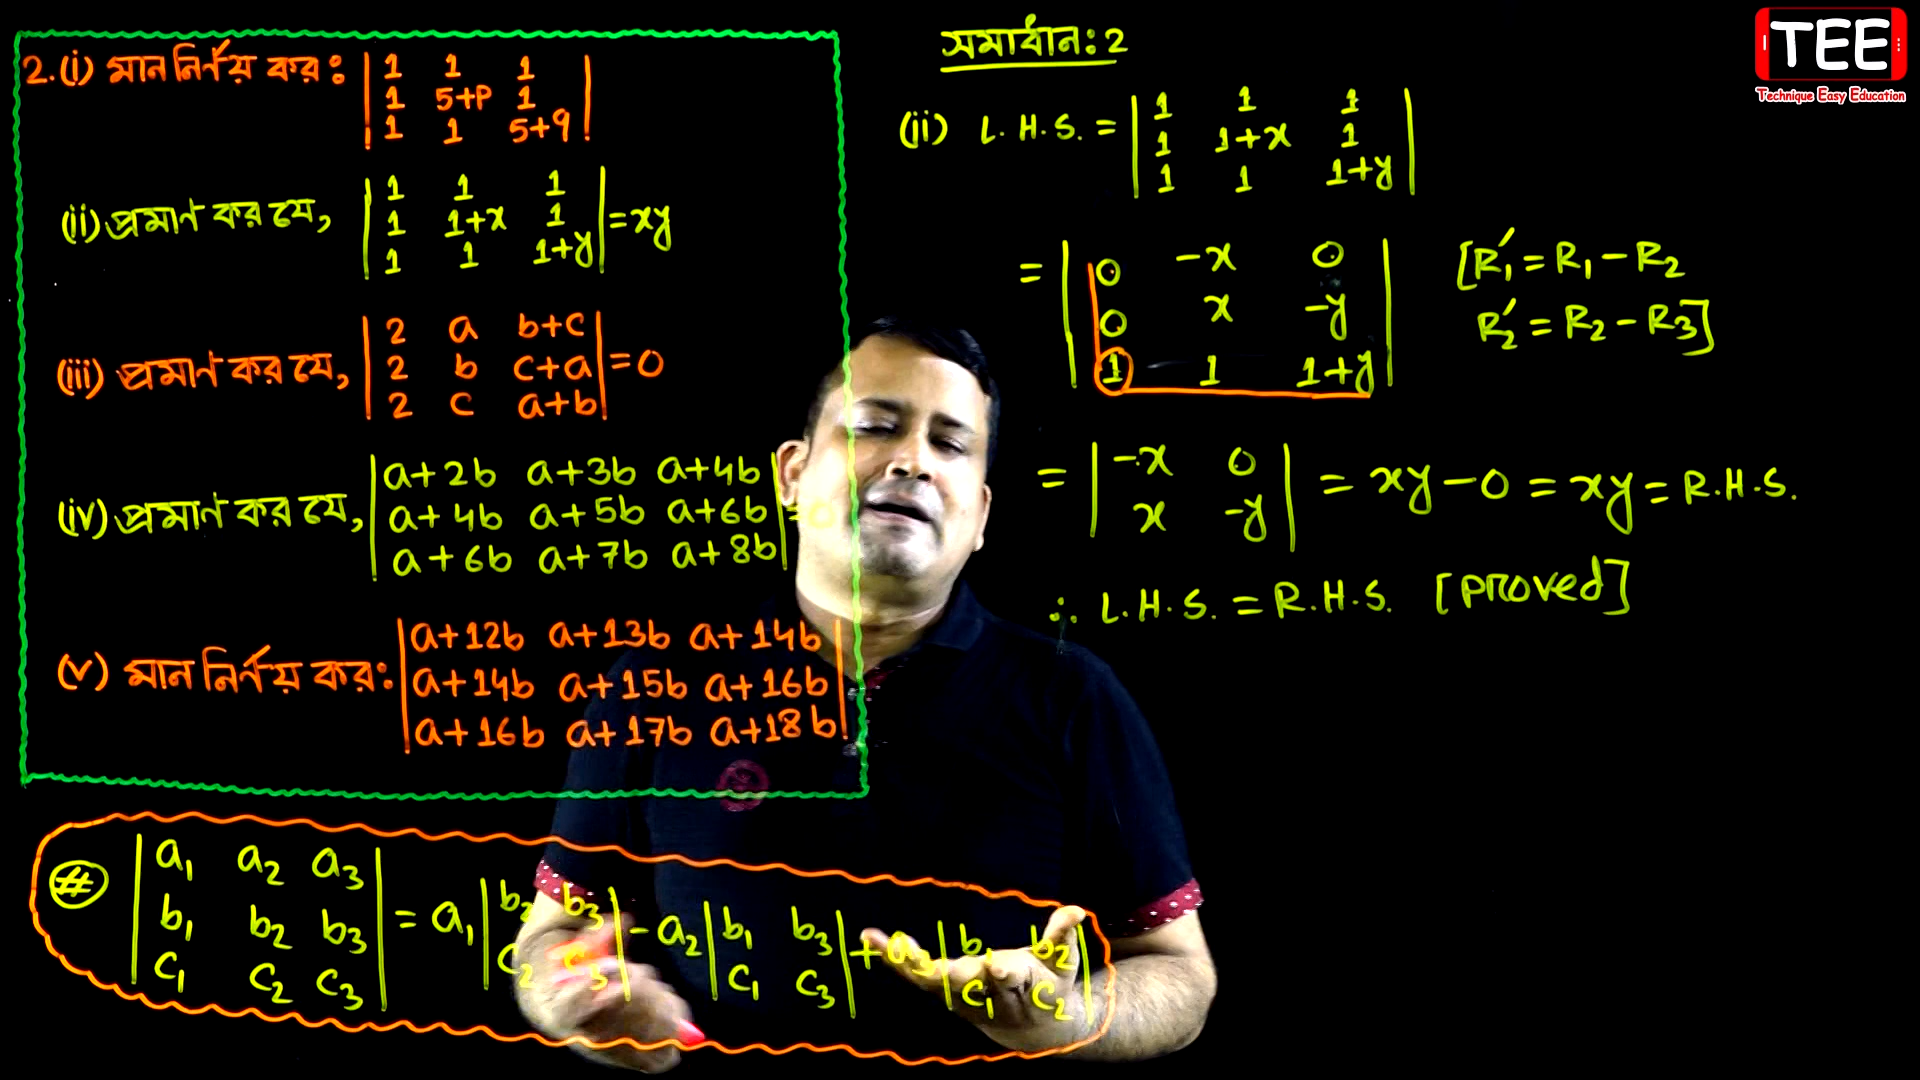 2.(i) মান নির্ণয় কর:
1 1 1
1 5+P 1
1 1 5+q
(ii) প্রমাণ কর যে,
1 1 1
1 1+x 1
1 1 1+y
=xy
(iii) প্রমাণ কর যে,
2 a b+c
2 b c+a
2 c a+b
=0
(iv) প্রমাণ কর যে,
a+2b a+3b a+4b
a+4b a+5b a+6b
a+6b a+7b a+8b
=0
(v) মান নির্ণয় কর:
a+12b a+13b a+14b
a+14b a+15b a+16b
a+16b a+17b a+18b
#
a₁ a₂ a₃
b₁ b₂ b₃
c₁ c₂ c₃
= a₁
b₂ b₃
c₂ c₃
- a₂
b₁ b₃
c₁ c₃
+ a₃
b₁ b₂
c₁ c₂
সমাধান: 2
(ii) L.H.S. =
1 1 1
1 1+x 1
1 1 1+y
=
0 -x 0
0 x -y
1 1 1+y
[R₁′ = R₁ - R₂
R₂′ = R₂ - R₃]
=
-x 0
x -y
= xy - 0 = xy = R.H.S.
∴ L.H.S. = R.H.S. [proved]
TEE
Technique Easy Education